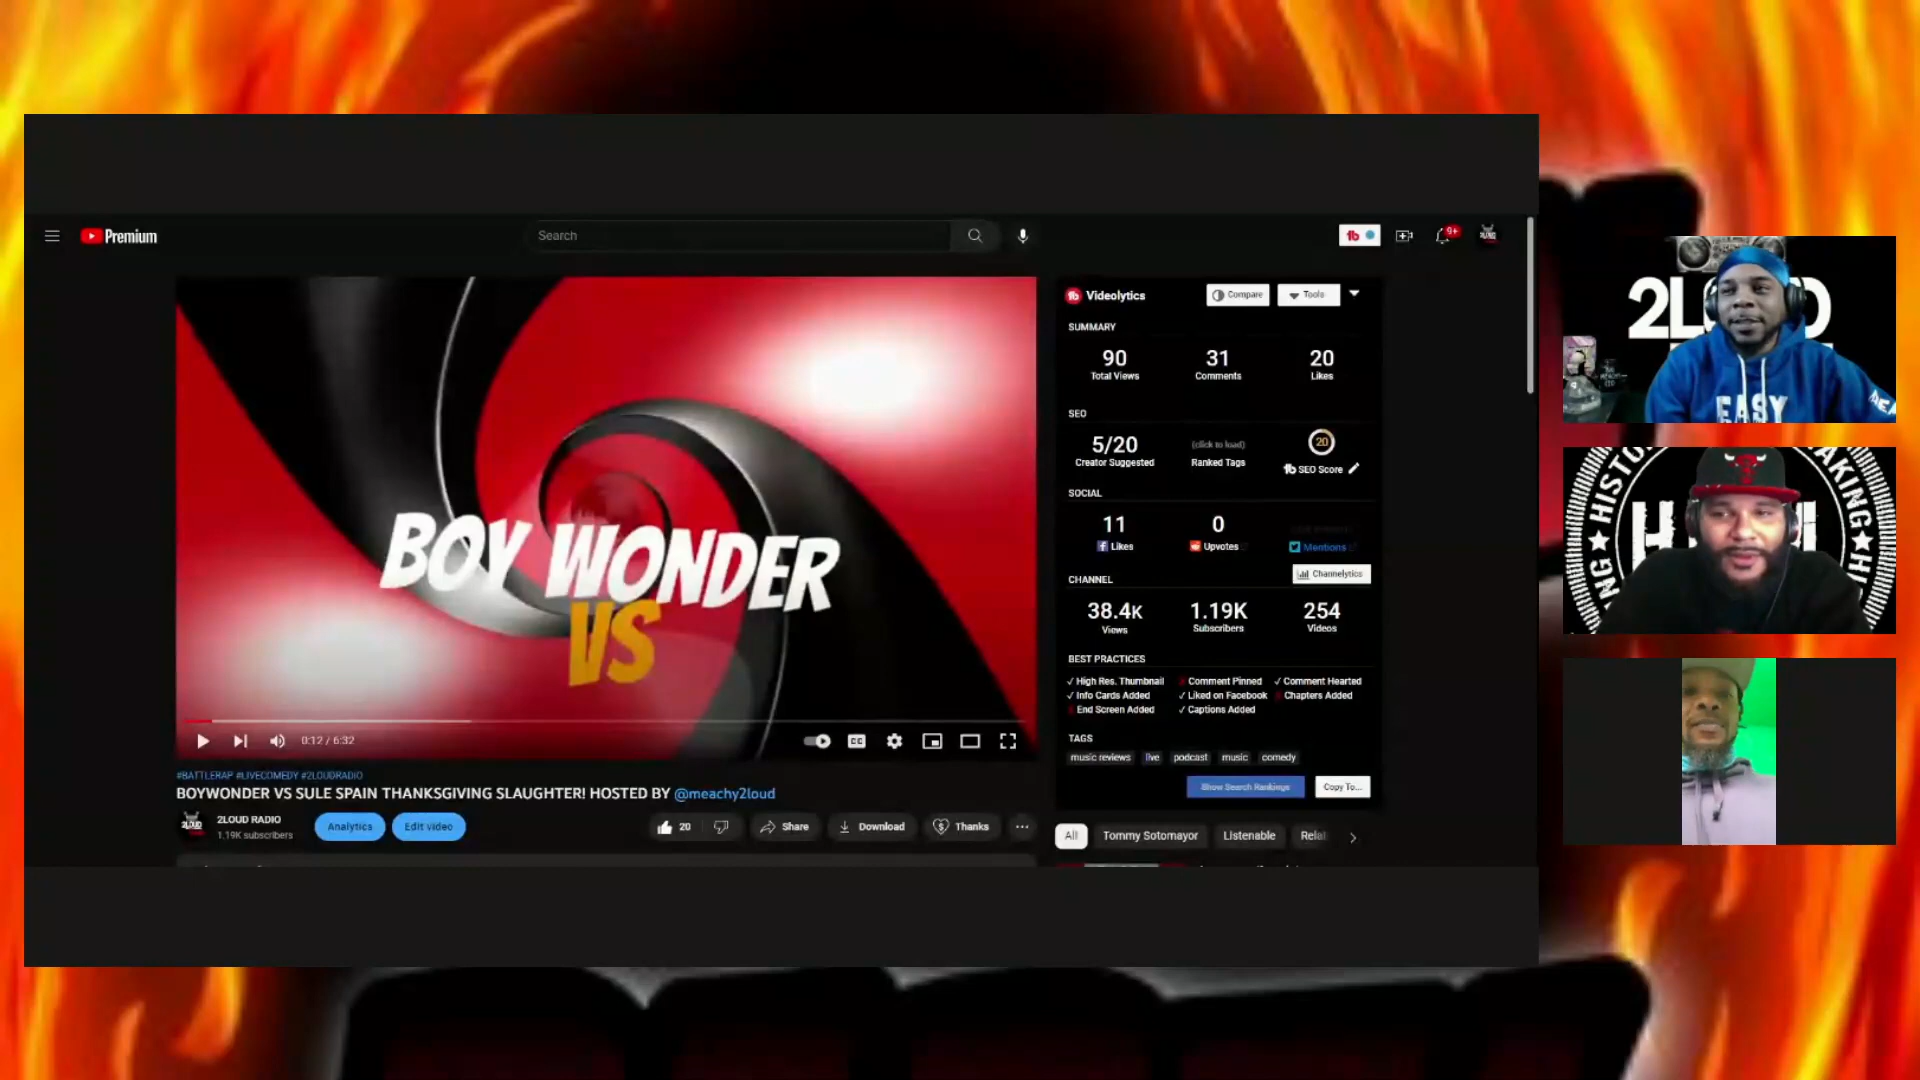 Premium
Search
9+
BOY WONDER
VS
0:12 / 6:32
CC
#BATTLERAP #LIVECOMEDY #2LOUDRADIO
BOYWONDER VS SULE SPAIN THANKSGIVING SLAUGHTER! HOSTED BY @meachy2loud
2LOUD RADIO
1.19K subscribers
Analytics
Edit video
20
Share
Download
Thanks
Videolytics
Compare
Tools
SUMMARY
90 31 20
Total Views Comments Likes
SEO
5/20 (click to load) 20
Creator Suggested Ranked Tags SEO Score
SOCIAL
11 0
Likes Upvotes Mentions
CHANNEL Channelytics
38.4K 1.19K 254
Views Subscribers Videos
BEST PRACTICES
High Res. Thumbnail Comment Pinned Comment Hearted
Info Cards Added Liked on Facebook Chapters Added
End Screen Added Captions Added
TAGS
music reviews live podcast music comedy
Show Search Rankings Copy To...
All Tommy Sotomayor Listenable Relat
EASY